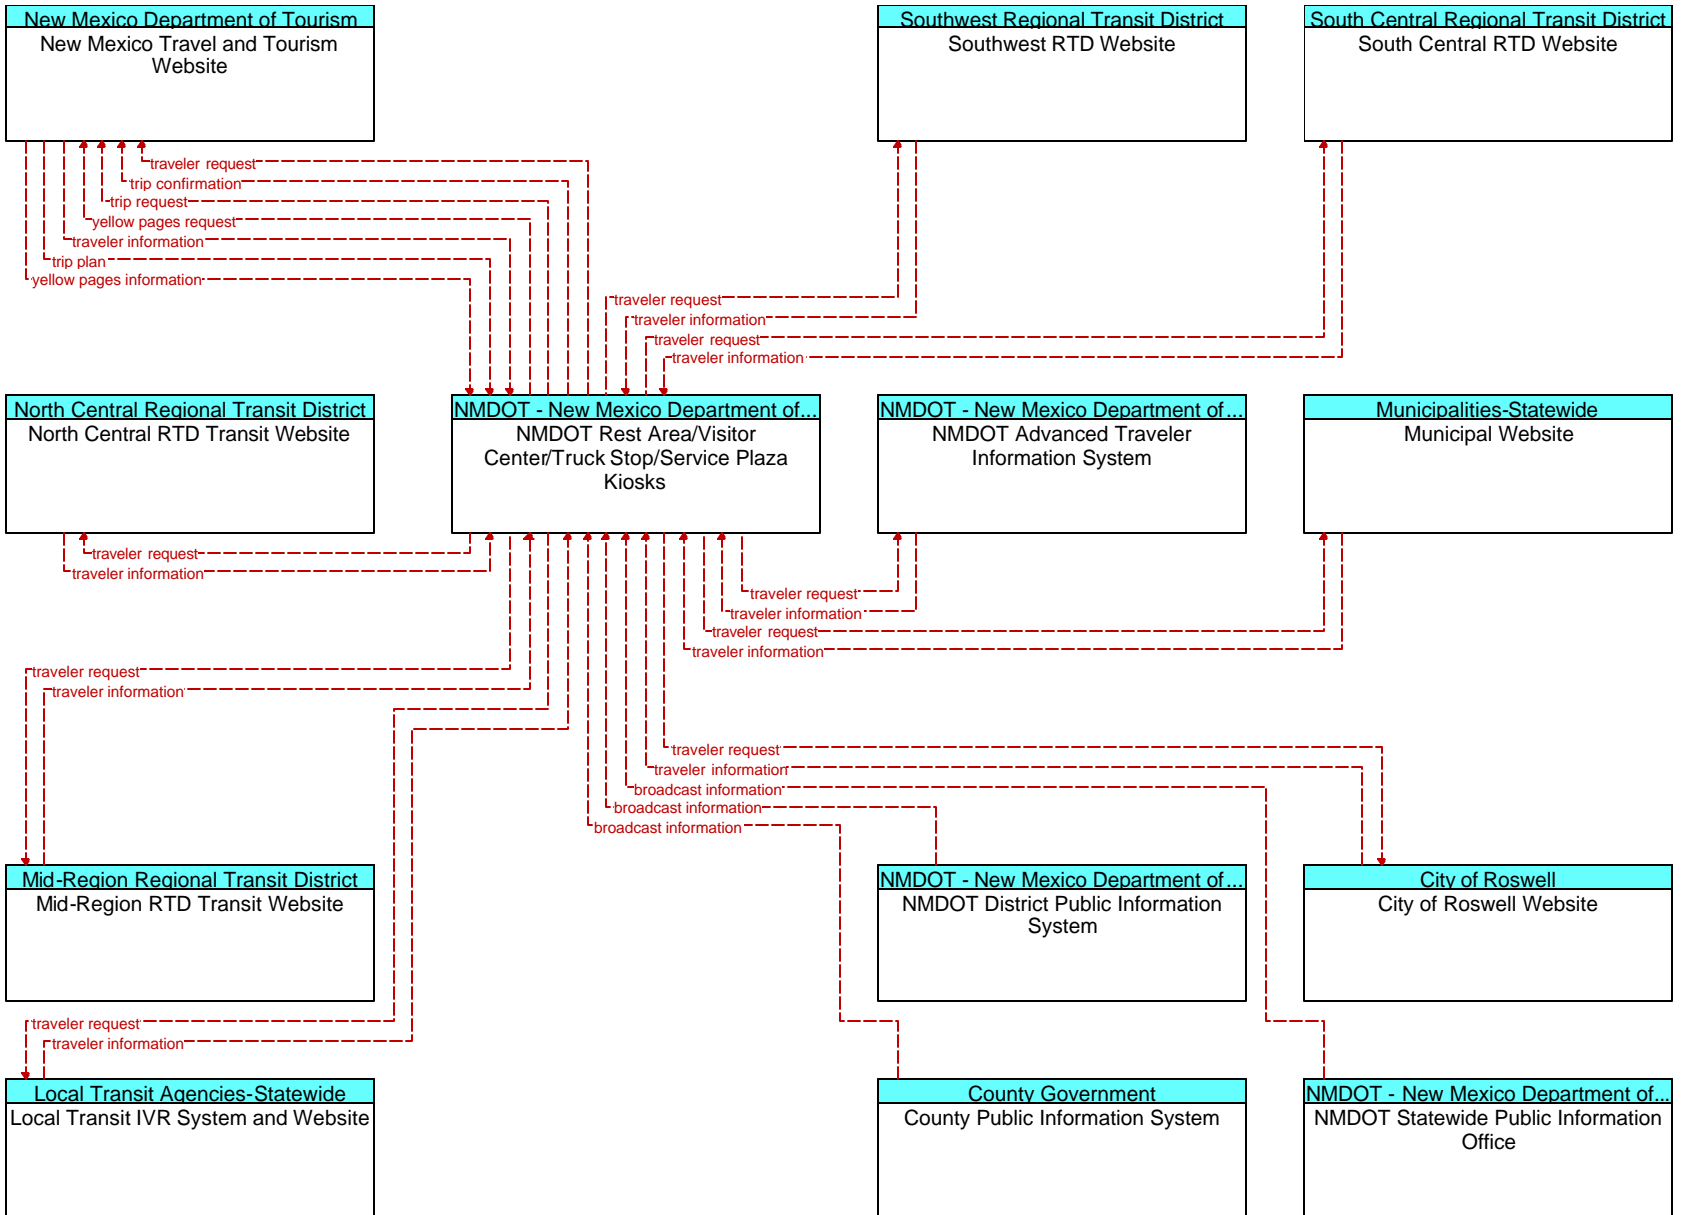 New Mexico Department of Tourism
New Mexico Travel and Tourism
Website
Southwest Regional Transit District
Southwest RTD Website
South Central Regional Transit District
South Central RTD Website
traveler request
trip confirmation
trip request
yellow pages request
traveler information
trip plan
yellow pages information
traveler request
traveler information
traveler request
traveler information
North Central Regional Transit District
North Central RTD Transit Website
NMDOT - New Mexico Department of...
NMDOT Rest Area/Visitor
Center/Truck Stop/Service Plaza
Kiosks
NMDOT - New Mexico Department of...
NMDOT Advanced Traveler
Information System
Municipalities-Statewide
Municipal Website
traveler request
traveler information
traveler request
traveler information
traveler request
traveler information
traveler request
traveler information
traveler request
traveler information
broadcast information
broadcast information
broadcast information
Mid-Region Regional Transit District
Mid-Region RTD Transit Website
NMDOT - New Mexico Department of...
NMDOT District Public Information
System
City of Roswell
City of Roswell Website
traveler request
traveler information
Local Transit Agencies-Statewide
Local Transit IVR System and Website
County Government
County Public Information System
NMDOT - New Mexico Department of...
NMDOT Statewide Public Information
Office